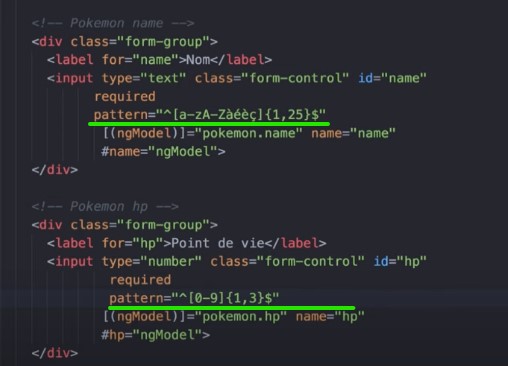 <!-- Pokemon name -->
<div class="form-group">
<label for="name">Nom</label>
<input type="text" class="form-control" id="name"
required
pattern="^[a-zA-Zàéèç]{1,25}$"
[(ngModel)]="pokemon.name" name="name"
#name="ngModel">
</div>
<!-- Pokemon hp -->
<div class="form-group">
<label for="hp">Point de vie</label>
<input type="number" class="form-control" id="hp"
required
pattern="^[0-9]{1,3}$"
[(ngModel)]="pokemon.hp" name="hp"
#hp="ngModel">
</div>